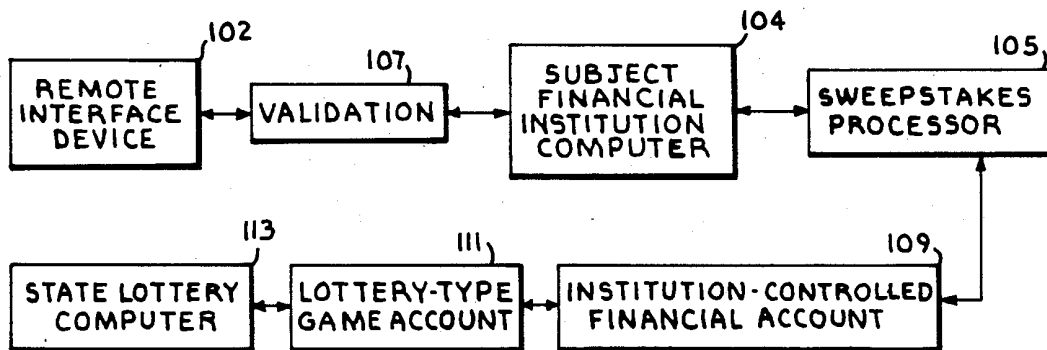 102
REMOTE
INTERFACE
DEVICE
107
VALIDATION
104
SUBJECT
FINANCIAL
INSTITUTION
COMPUTER
105
SWEEPSTAKES
PROCESSOR
113
STATE LOTTERY
COMPUTER
111
LOTTERY-TYPE
GAME ACCOUNT
109
INSTITUTION-CONTROLLED
FINANCIAL ACCOUNT